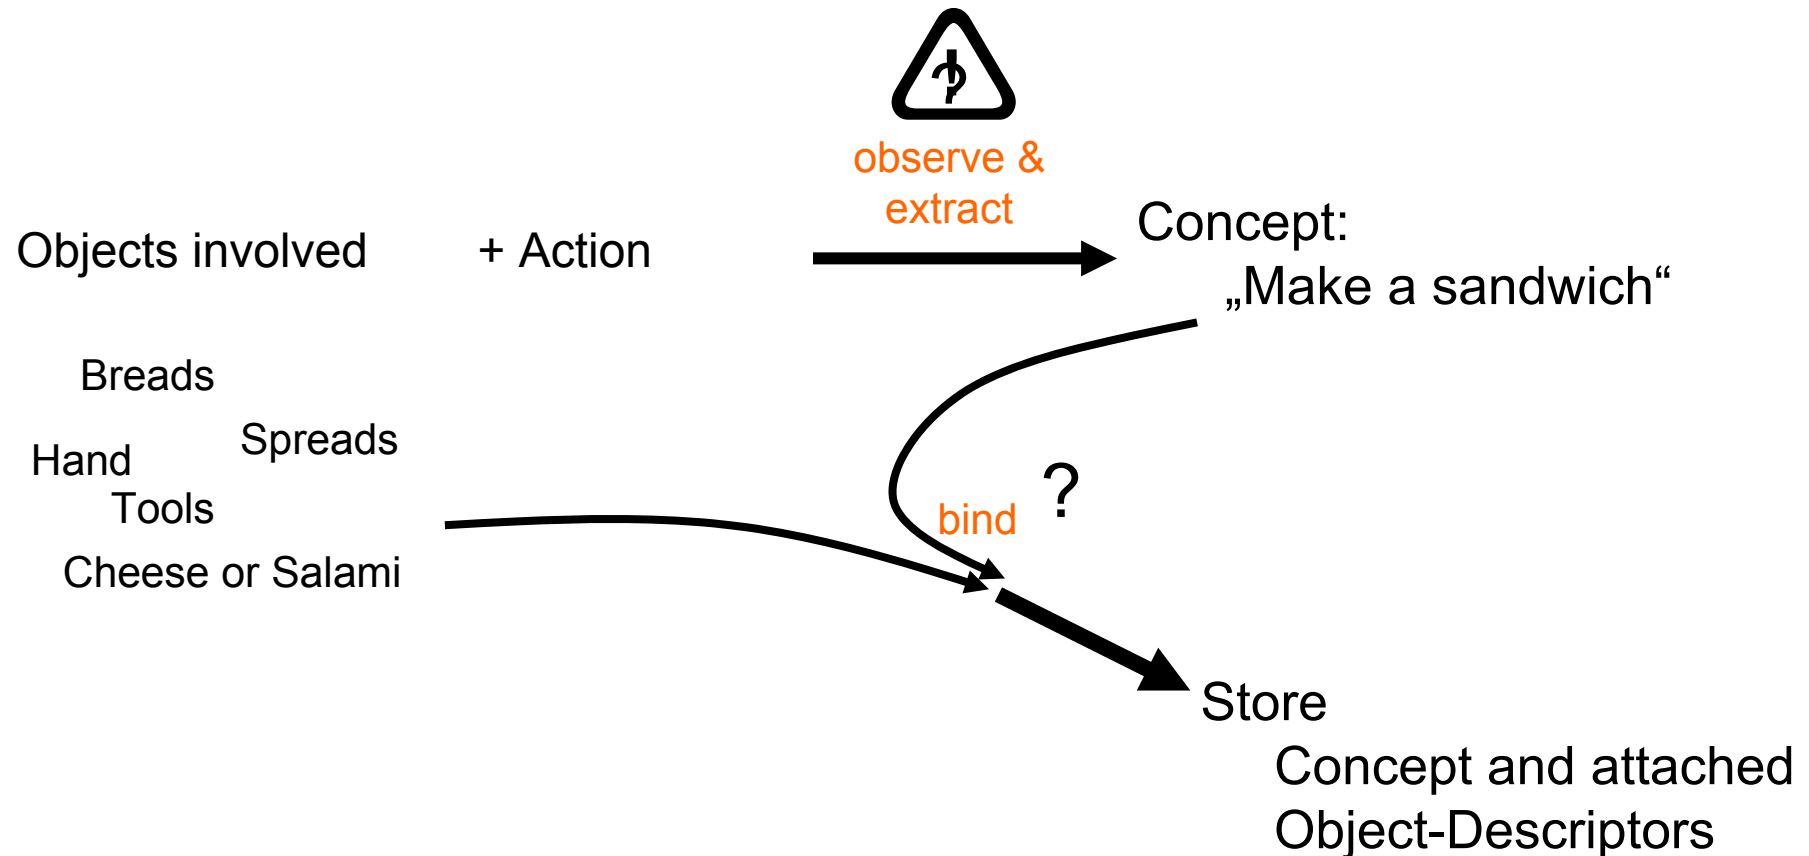 observe &
extract
Objects involved + Action
Concept:
„Make a sandwich“
Breads
Spreads
Hand
Tools
Cheese or Salami
bind ?
Store
Concept and attached
Object-Descriptors